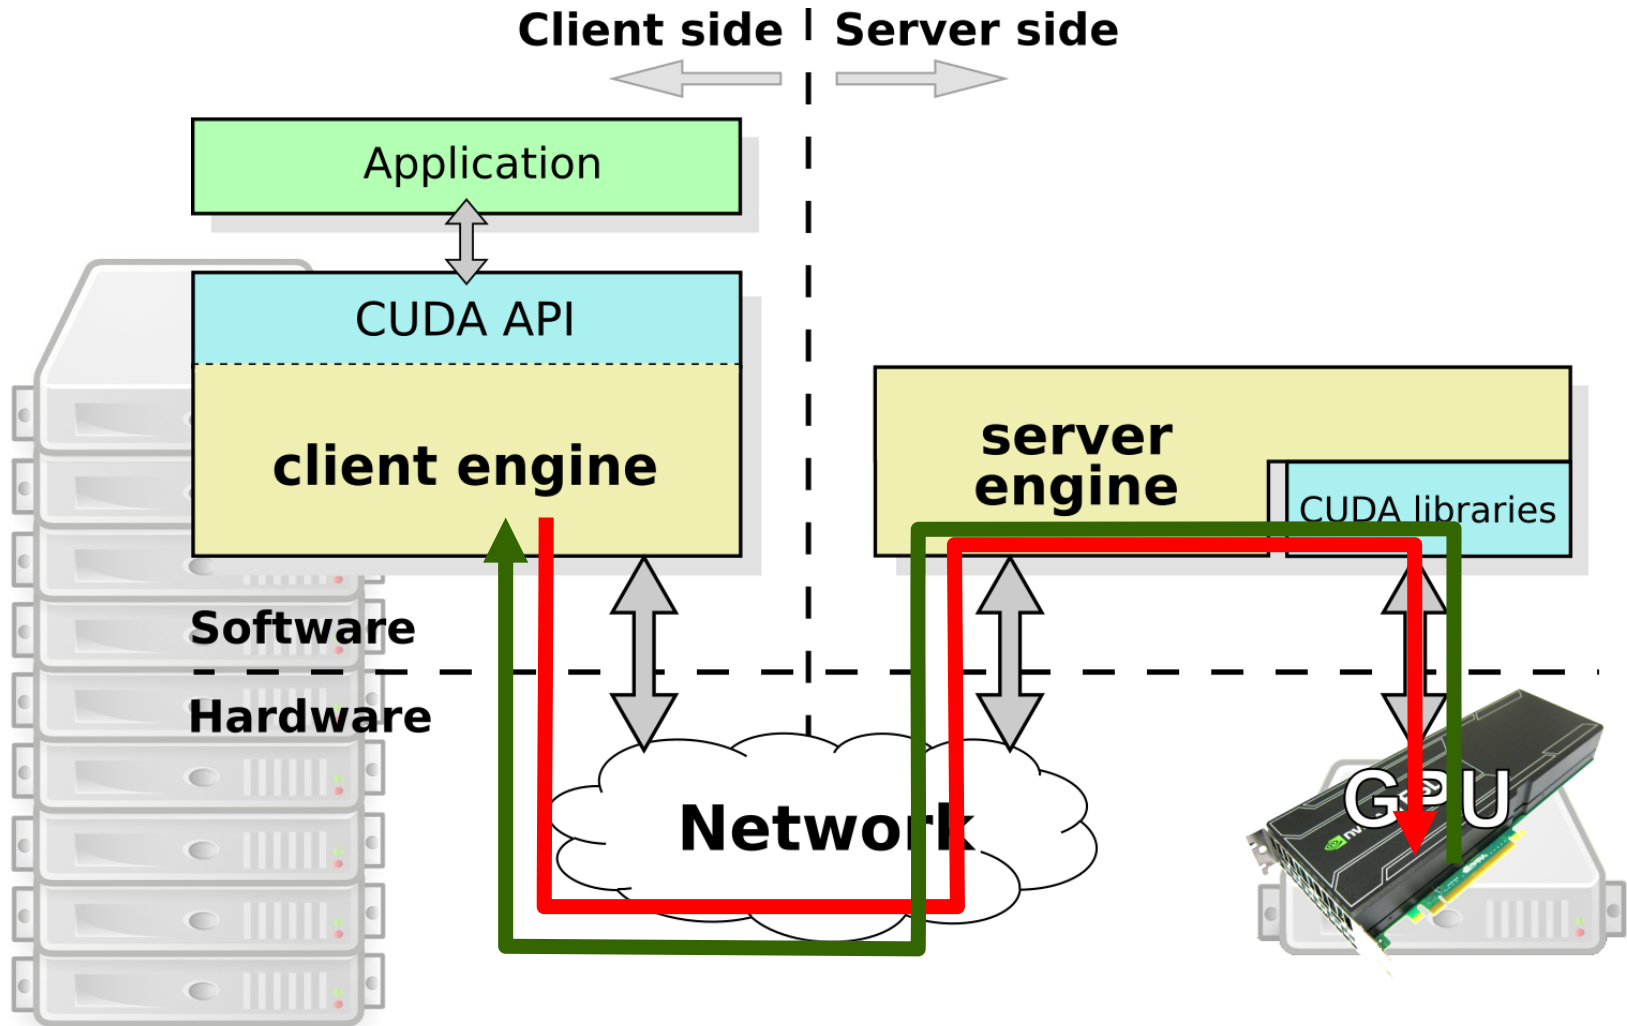 Client side
Server side
Application
CUDA API
client engine
server
engine
CUDA libraries
Software
Hardware
Network
GPU